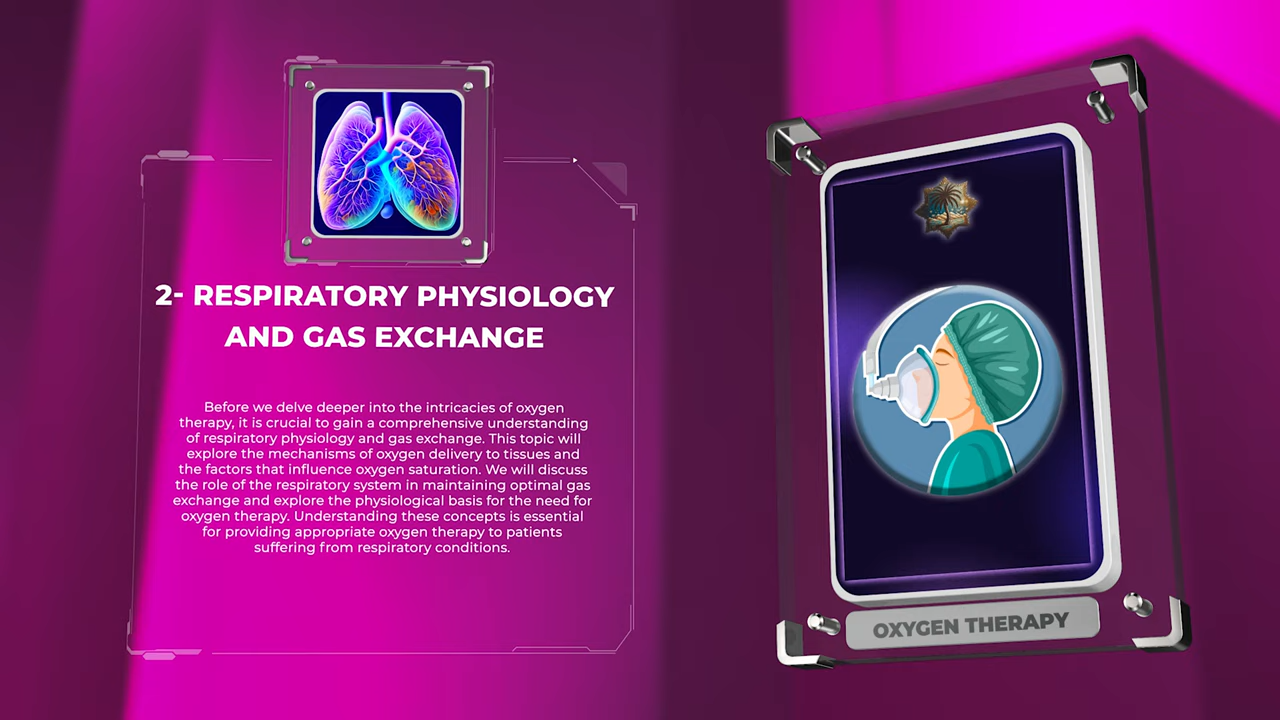 2- RESPIRATORY PHYSIOLOGY
AND GAS EXCHANGE
Before we delve deeper into the intricacies of oxygen
therapy, it is crucial to gain a comprehensive understanding
of respiratory physiology and gas exchange. This topic will
explore the mechanisms of oxygen delivery to tissues and
the factors that influence oxygen saturation. We will discuss
the role of the respiratory system in maintaining optimal gas
exchange and explore the physiological basis for the need for
oxygen therapy. Understanding these concepts is essential
for providing appropriate oxygen therapy to patients
suffering from respiratory conditions.
OXYGEN THERAPY